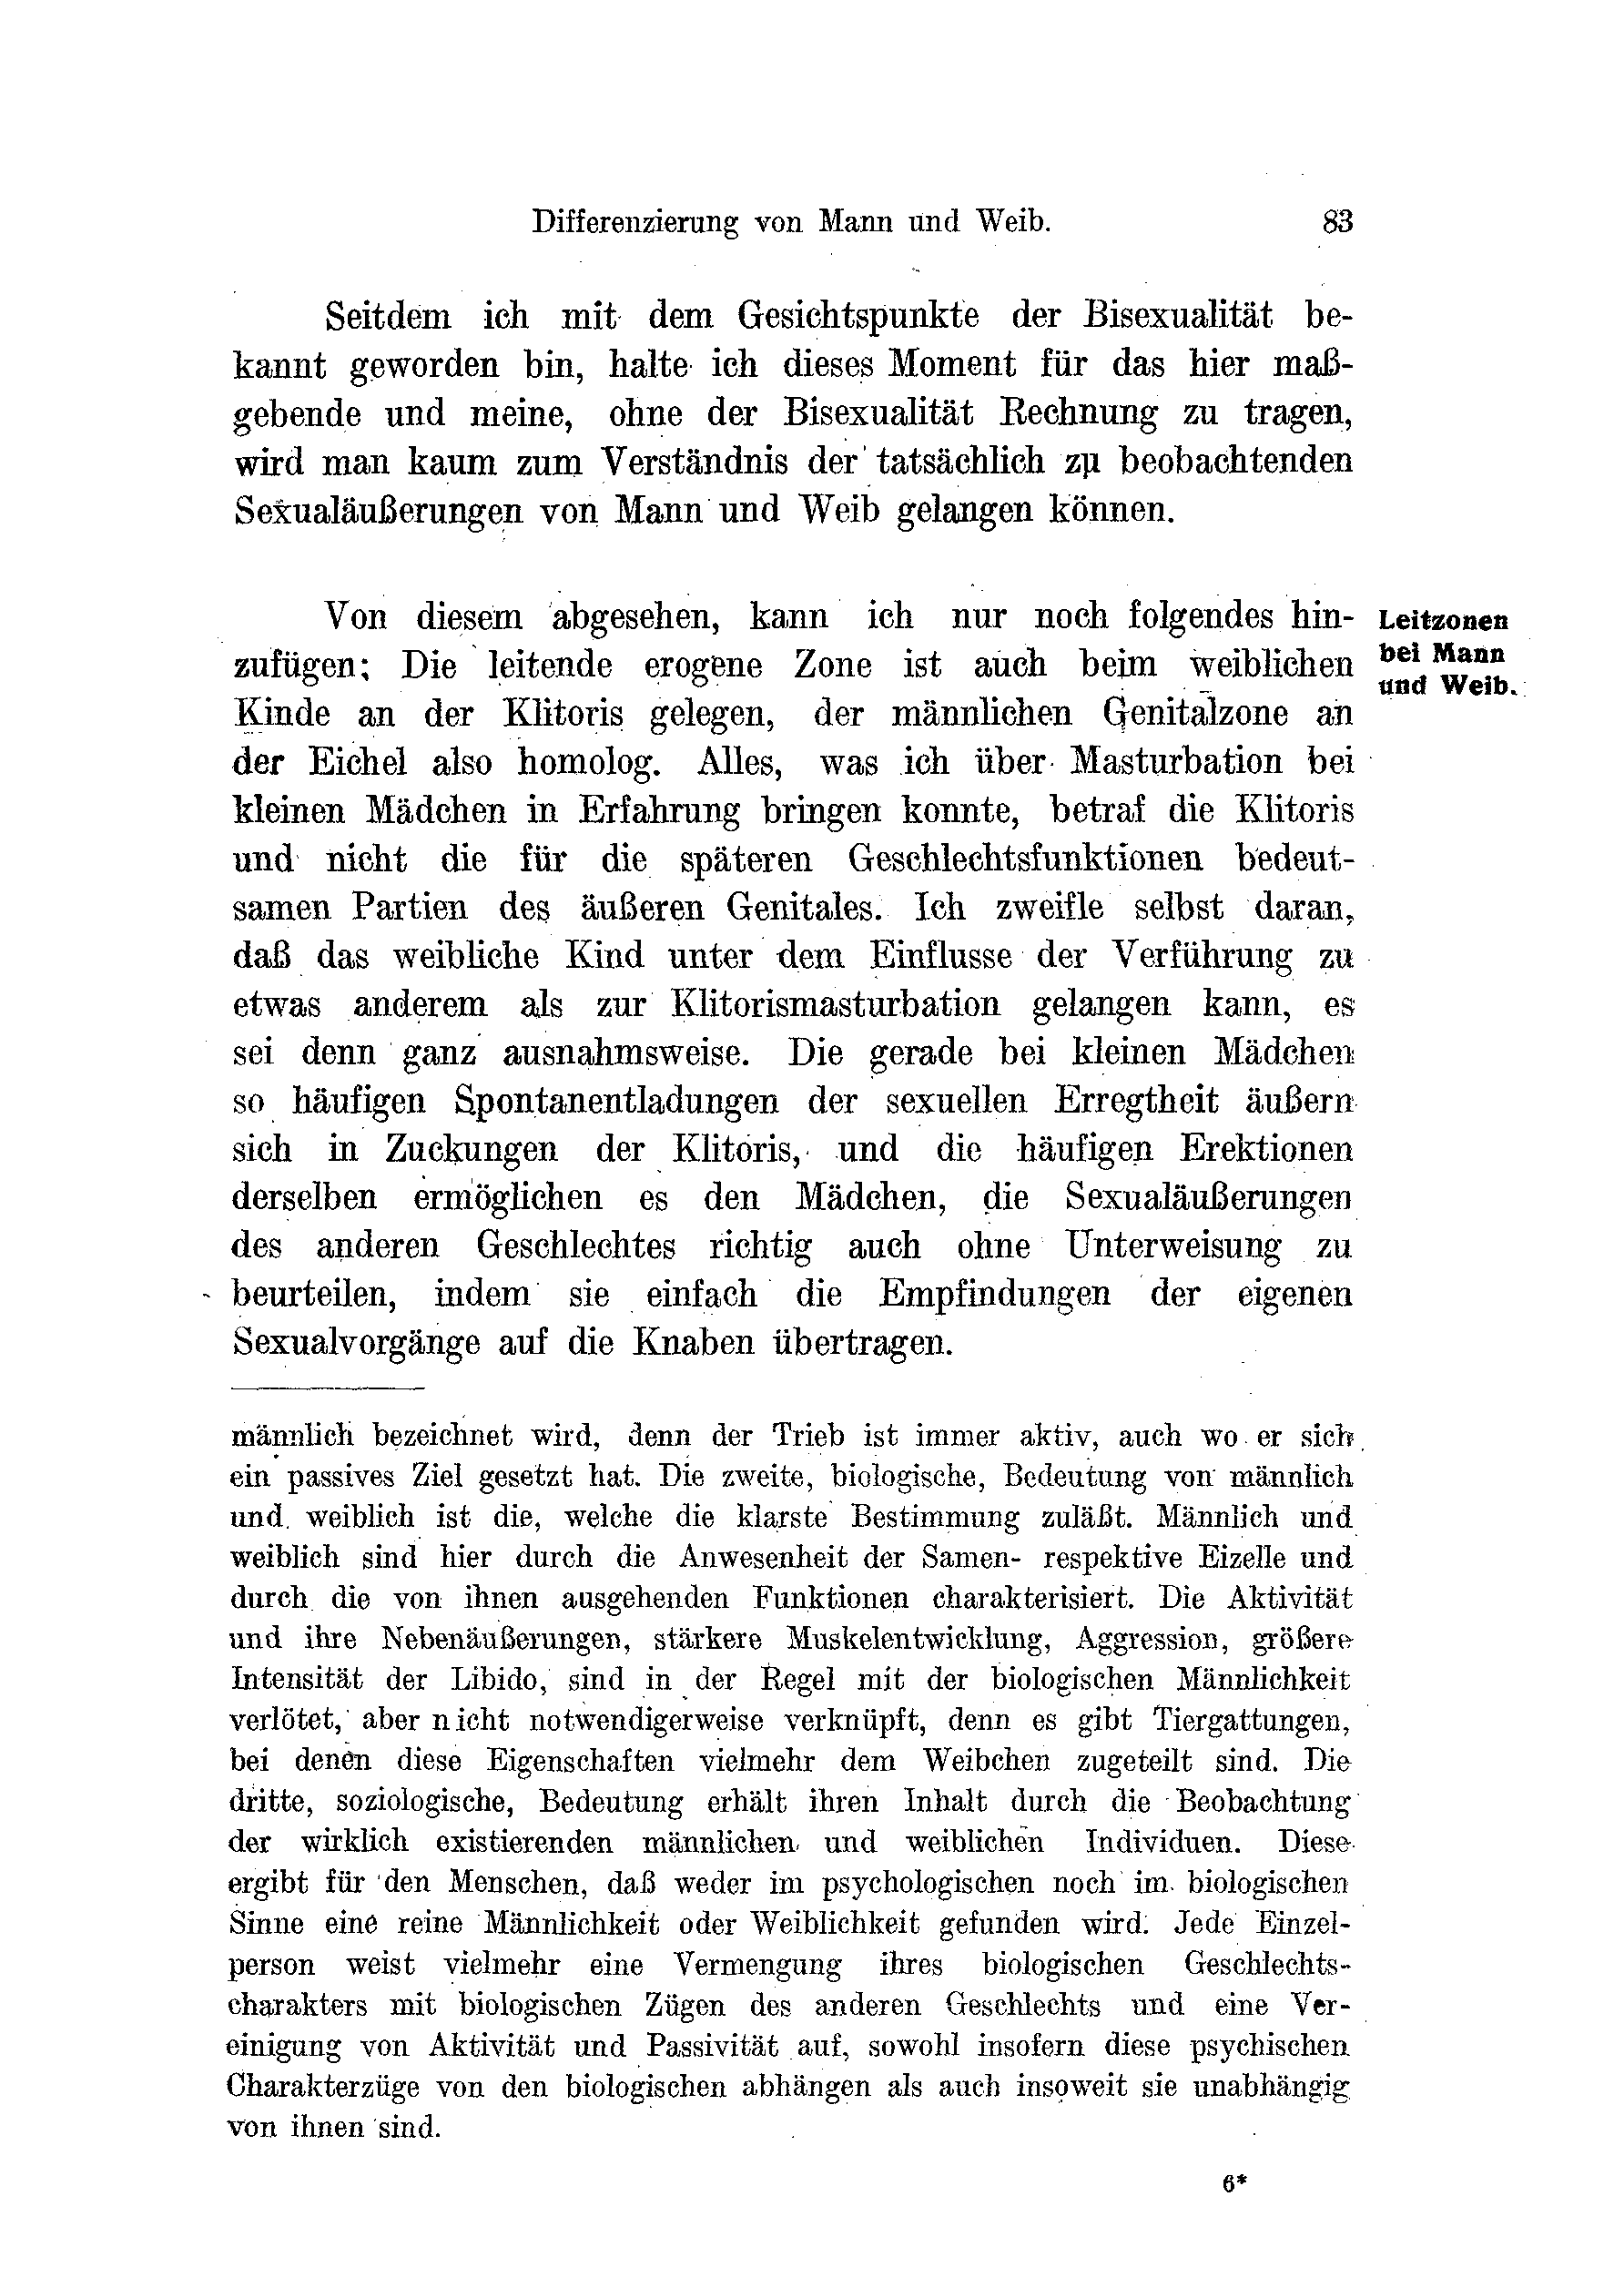 Differenzierung von Mann und Weib. 83
Seitdem ich mit dem Gesichtspunkte der Bisexualität be-
kannt geworden bin, halte ich dieses Moment für das hier maß-
gebende und meine, ohne der Bisexualität Rechnung zu tragen,
wird man kaum zum Verständnis der tatsächlich zu beobachtenden
Sexualäußerungen von Mann und Weib gelangen können.
Leitzonen
bei Mann
und Weib.
Von diesem abgesehen, kann ich nur noch folgendes hin-
zufügen: Die leitende erogene Zone ist auch beim weiblichen
Kinde an der Klitoris gelegen, der männlichen Genitalzone an
der Eichel also homolog. Alles, was ich über Masturbation bei
kleinen Mädchen in Erfahrung bringen konnte, betraf die Klitoris
und nicht die für die späteren Geschlechtsfunktionen bedeut-
samen Partien des äußeren Genitales. Ich zweifle selbst daran,
daß das weibliche Kind unter dem Einflusse der Verführung zu
etwas anderem als zur Klitorismasturbation gelangen kann, es
sei denn ganz ausnahmsweise. Die gerade bei kleinen Mädchen
so häufigen Spontanentladungen der sexuellen Erregtheit äußern
sich in Zuckungen der Klitoris, und die häufigen Erektionen
derselben ermöglichen es den Mädchen, die Sexualäußerungen
des anderen Geschlechtes richtig auch ohne Unterweisung zu
beurteilen, indem sie einfach die Empfindungen der eigenen
Sexualvorgänge auf die Knaben übertragen.
männlich bezeichnet wird, denn der Trieb ist immer aktiv, auch wo er sich
ein passives Ziel gesetzt hat. Die zweite, biologische, Bedeutung von männlich
und weiblich ist die, welche die klarste Bestimmung zuläßt. Männlich und
weiblich sind hier durch die Anwesenheit der Samen- respektive Eizelle und
durch die von ihnen ausgehenden Funktionen charakterisiert. Die Aktivität
und ihre Nebenäußerungen, stärkere Muskelentwicklung, Aggression, größere
Intensität der Libido, sind in der Regel mit der biologischen Männlichkeit
verlötet, aber nicht notwendigerweise verknüpft, denn es gibt Tiergattungen,
bei denen diese Eigenschaften vielmehr dem Weibchen zugeteilt sind. Die
dritte, soziologische, Bedeutung erhält ihren Inhalt durch die Beobachtung
der wirklich existierenden männlichen und weiblichen Individuen. Diese
ergibt für den Menschen, daß weder im psychologischen noch im biologischen
Sinne eine reine Männlichkeit oder Weiblichkeit gefunden wird. Jede Einzel-
person weist vielmehr eine Vermengung ihres biologischen Geschlechts-
charakters mit biologischen Zügen des anderen Geschlechts und eine Ver-
einigung von Aktivität und Passivität auf, sowohl insofern diese psychischen
Charakterzüge von den biologischen abhängen als auch insoweit sie unabhängig
von ihnen sind.
6*